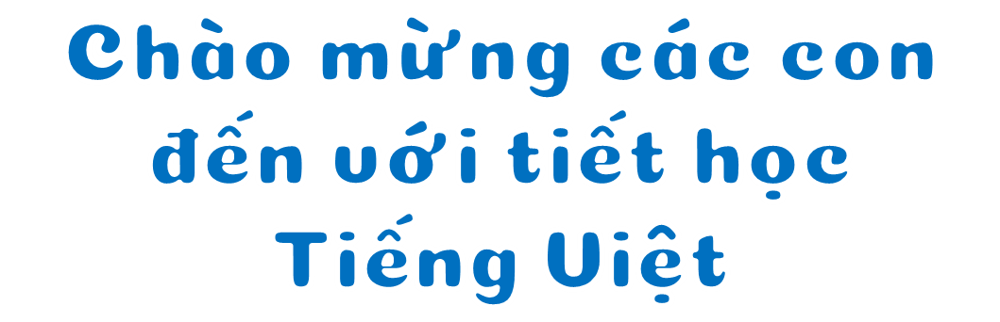 Chào mừng các con
đến với tiết học
Tiếng Việt